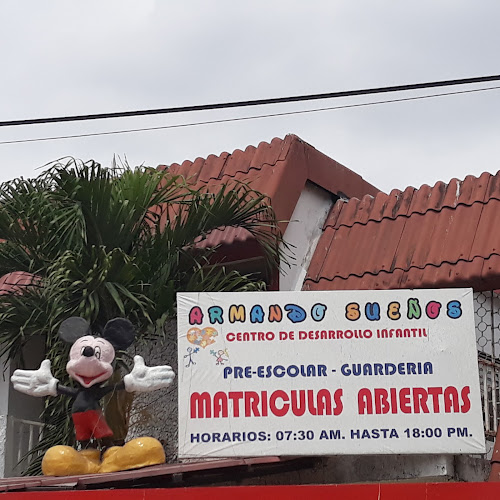 ARMANDO SUEÑOS
CENTRO DE DESARROLLO INFANTIL
PRE-ESCOLAR - GUARDERIA
MATRICULAS ABIERTAS
HORARIOS: 07:30 AM. HASTA 18:00 PM.